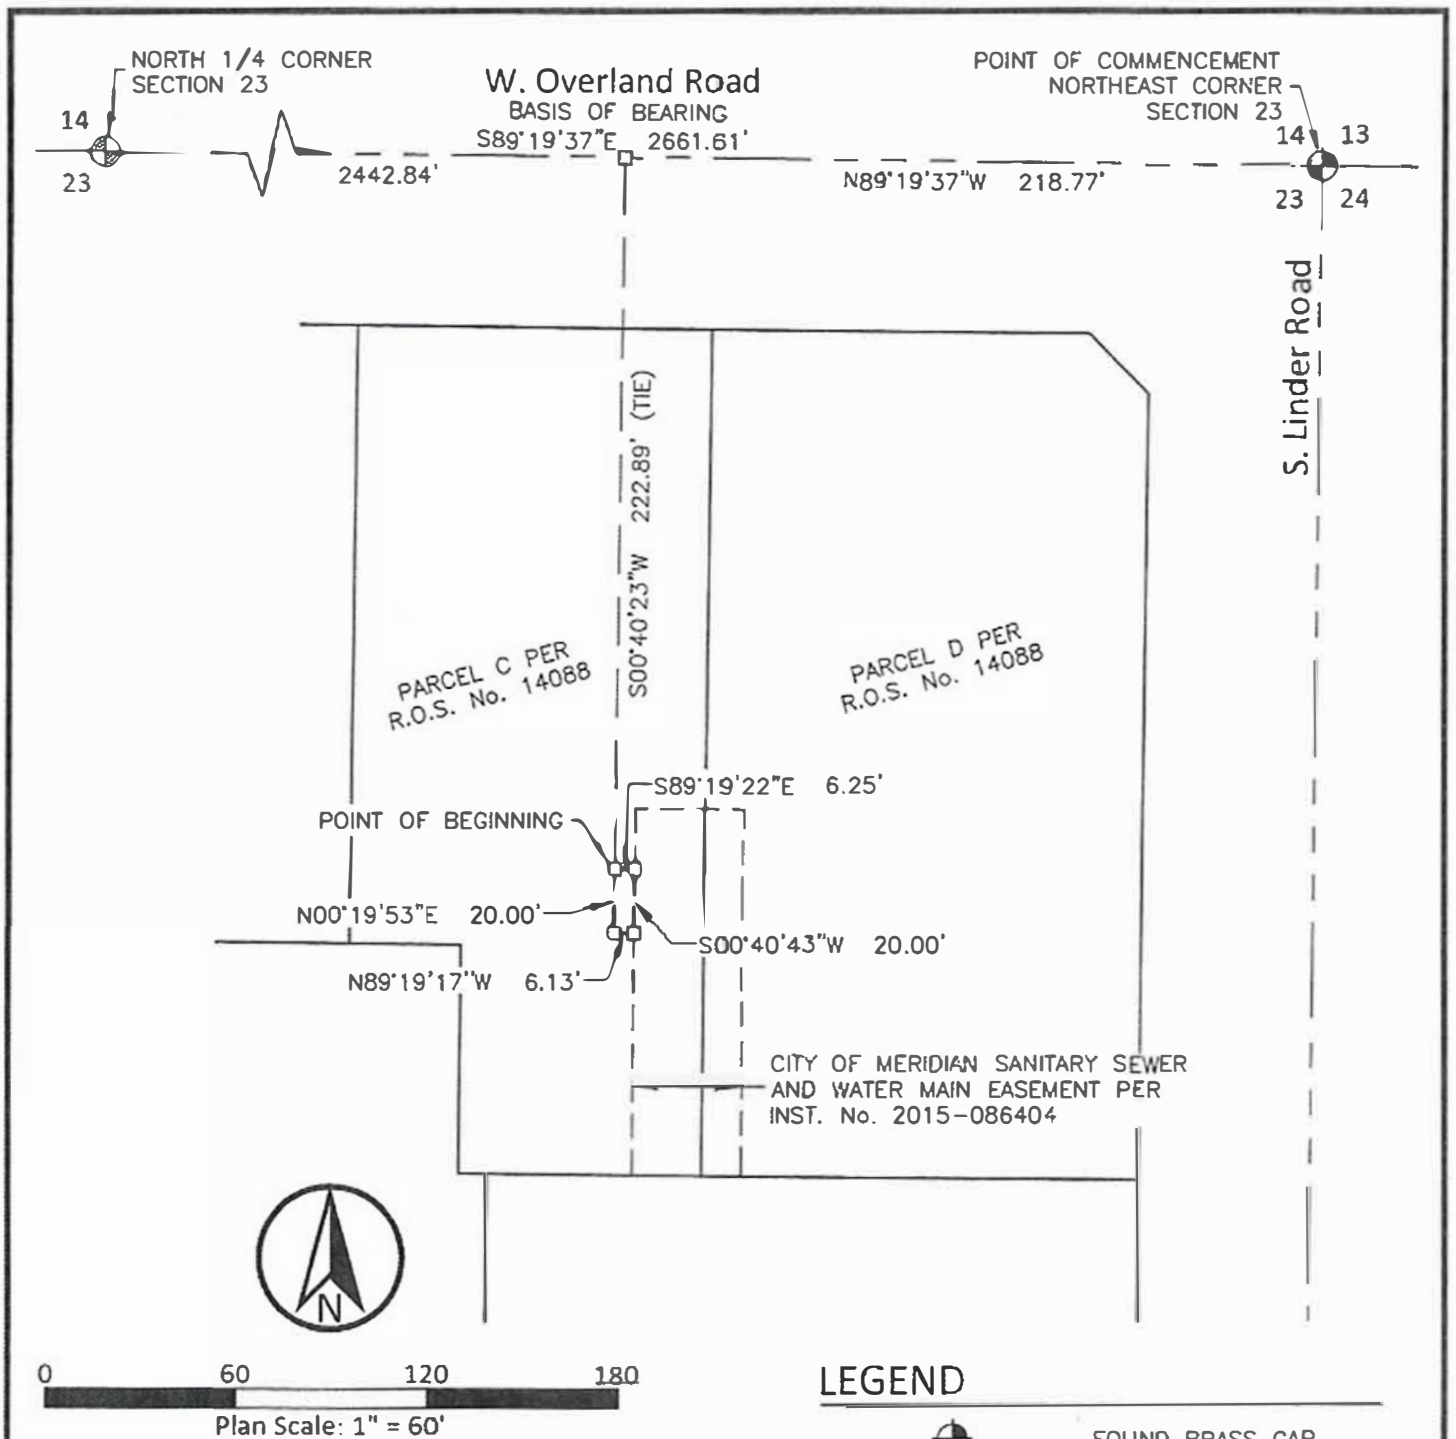 NORTH 1/4 CORNER
SECTION 23
14
23
W. Overland Road
BASIS OF BEARING
S89°19'37"E 2661.61'
2442.84'
POINT OF COMMENCEMENT
NORTHEAST CORNER
SECTION 23
14 13
23 24
N89°19'37"W 218.77'
S. Linder Road
S00°40'23"W 222.89' (TIE)
PARCEL C PER
R.O.S. No. 14088
PARCEL D PER
R.O.S. No. 14088
S89°19'22"E 6.25'
POINT OF BEGINNING
N00°19'53"E 20.00'
S00°40'43"W 20.00'
N89°19'17"W 6.13'
CITY OF MERIDIAN SANITARY SEWER
AND WATER MAIN EASEMENT PER
INST. No. 2015-086404
N
0 60 120 180
Plan Scale: 1" = 60'
LEGEND
FOUND BRASS CAP